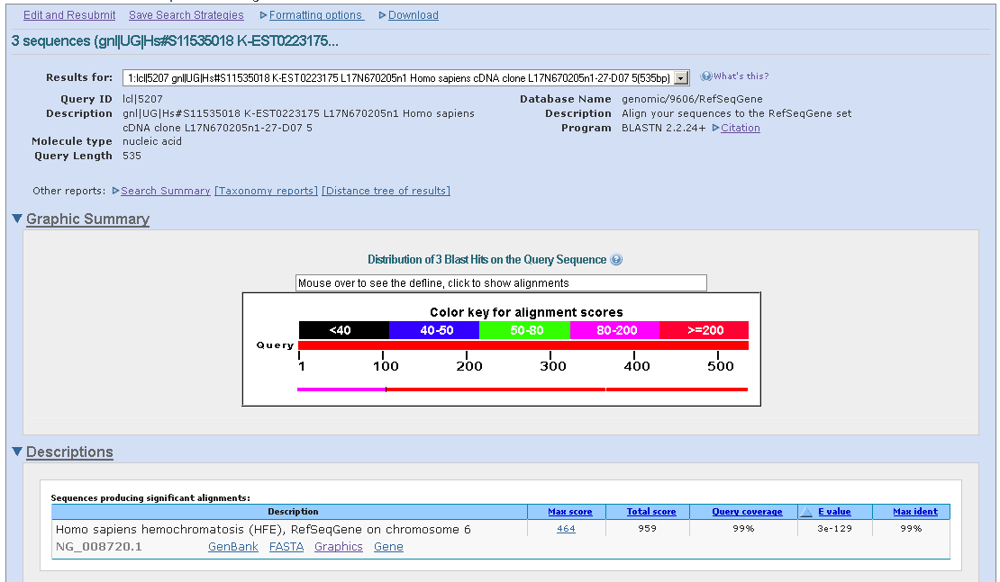 Edit and Resubmit Save Search Strategies Formatting options Download
3 sequences (gnl|UG|Hs#S11535018 K-EST0223175...
Results for: 1:lcl|5207 gnl|UG|Hs#S11535018 K-EST0223175 L17N670205n1 Homo sapiens cDNA clone L17N670205n1-27-D07 5(535bp) What's this?
Query ID lcl|5207 Database Name genomic/9606/RefSeqGene
Description gnl|UG|Hs#S11535018 K-EST0223175 L17N670205n1 Homo sapiens Description Align your sequences to the RefSeqGene set
cDNA clone L17N670205n1-27-D07 5 Program BLASTN 2.2.24+ Citation
Molecule type nucleic acid
Query Length 535
Other reports: Search Summary [Taxonomy reports] [Distance tree of results]
Graphic Summary
Distribution of 3 Blast Hits on the Query Sequence
Mouse over to see the defline, click to show alignments
Color key for alignment scores
<40 40-50 50-80 80-200 >=200
Query
1 100 200 300 400 500
Descriptions
Sequences producing significant alignments:
Description Max score Total score Query coverage E value Max ident
Homo sapiens hemochromatosis (HFE), RefSeqGene on chromosome 6 464 959 99% 3e-129 99%
NG_008720.1 GenBank FASTA Graphics Gene